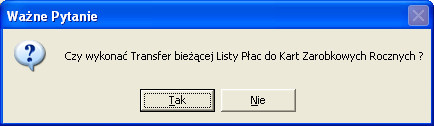 Ważne Pytanie
Czy wykonać Transfer bieżącej Listy Płac do Kart Zarobkowych Rocznych ?
Tak
Nie